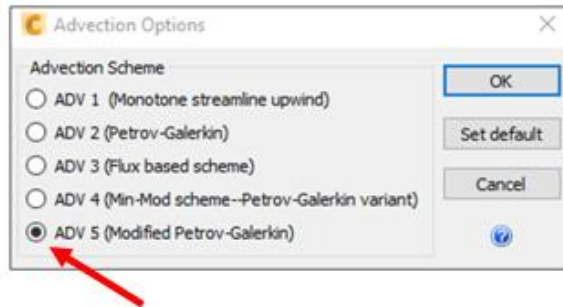 Advection Options
Advection Scheme
ADV 1 (Monotone streamline upwind)
ADV 2 (Petrov-Galerkin)
ADV 3 (Flux based scheme)
ADV 4 (Min-Mod scheme--Petrov-Galerkin variant)
ADV 5 (Modified Petrov-Galerkin)
OK
Set default
Cancel